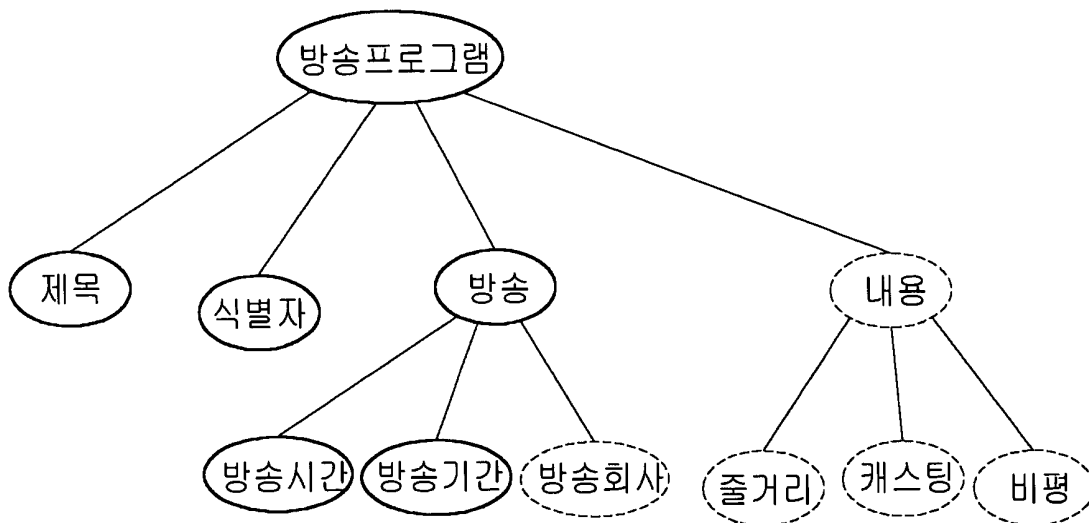 방송프로그램
제목
식별자
방송
내용
방송시간
방송기간
방송회사
줄거리
캐스팅
비평